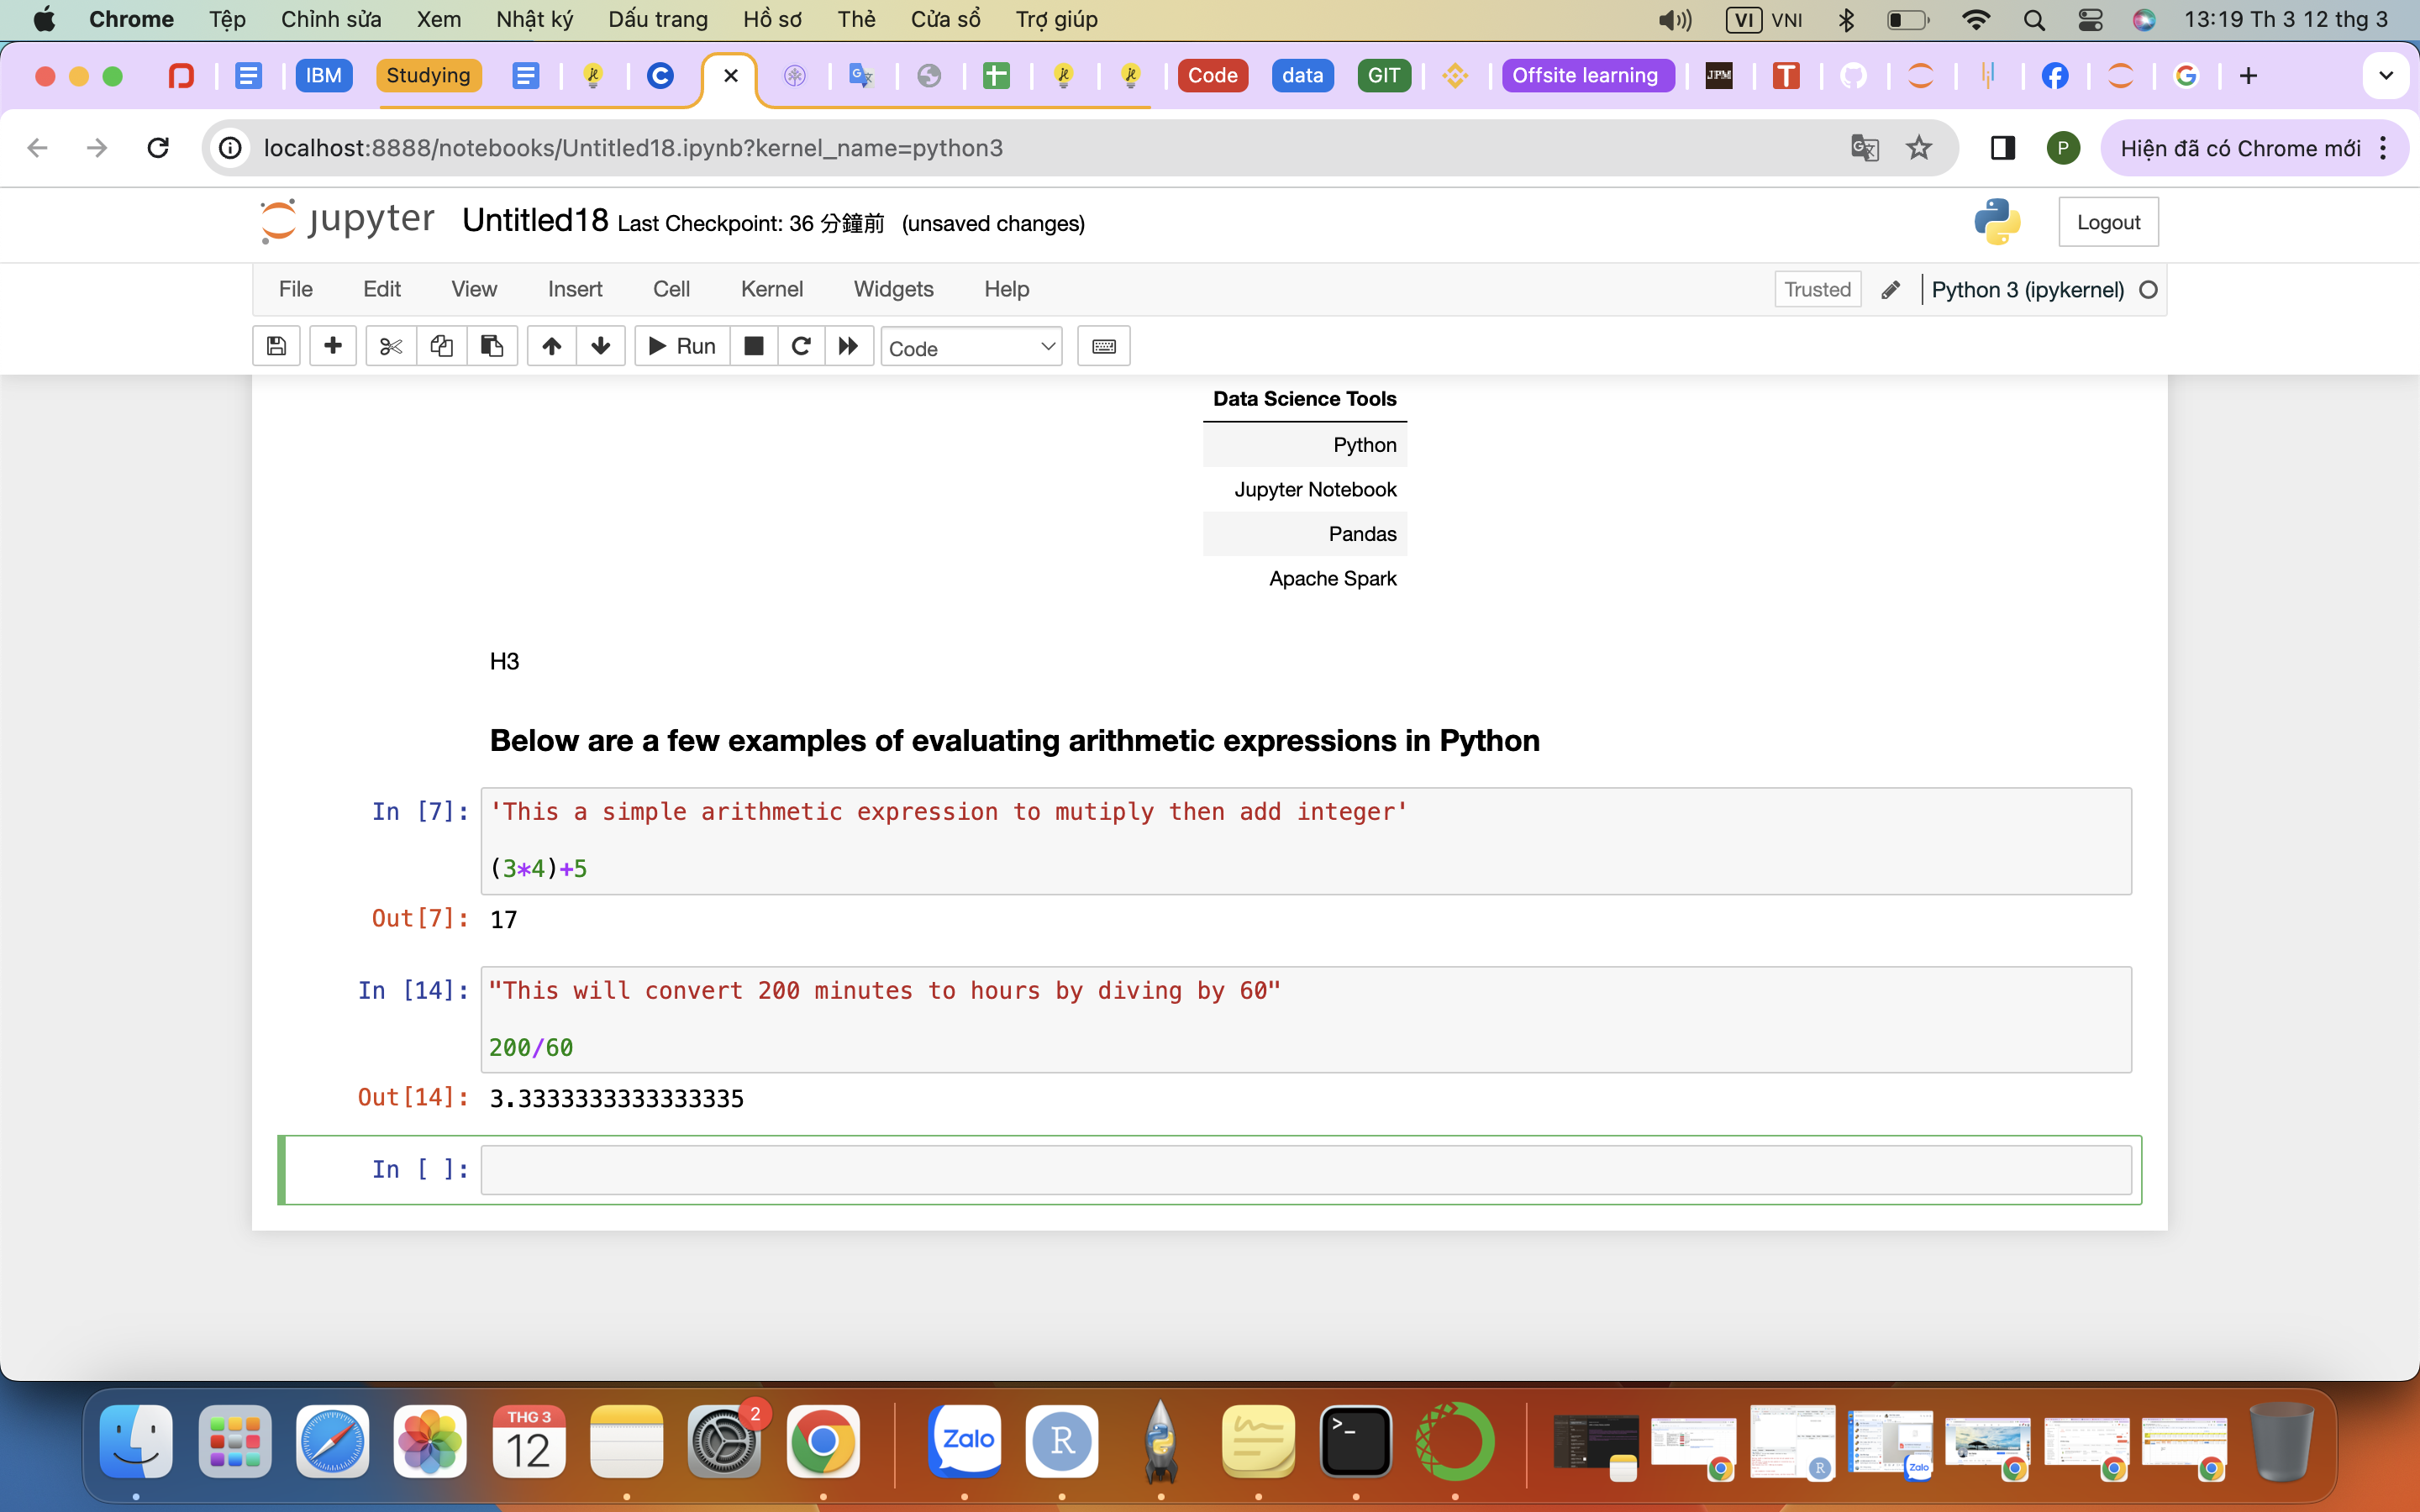 Chrome Tệp Chỉnh sửa Xem Nhật ký Dấu trang Hồ sơ Thẻ Cửa sổ Trợ giúp VI VNI 13:19 Th 3 12 thg 3
IBM Studying Code data GIT Offsite learning JPM
localhost:8888/notebooks/Untitled18.ipynb?kernel_name=python3 P Hiện đã có Chrome mới
jupyter Untitled18 Last Checkpoint: 36 分鐘前 (unsaved changes) Logout
File Edit View Insert Cell Kernel Widgets Help Trusted Python 3 (ipykernel)
Run Code
Data Science Tools
Python
Jupyter Notebook
Pandas
Apache Spark
H3
Below are a few examples of evaluating arithmetic expressions in Python
In [7]: 'This a simple arithmetic expression to mutiply then add integer'
(3*4)+5
Out[7]: 17
In [14]: "This will convert 200 minutes to hours by diving by 60"
200/60
Out[14]: 3.3333333333333335
In [ ]:
THG 3
12
2
Zalo
R
>_
R
Zalo